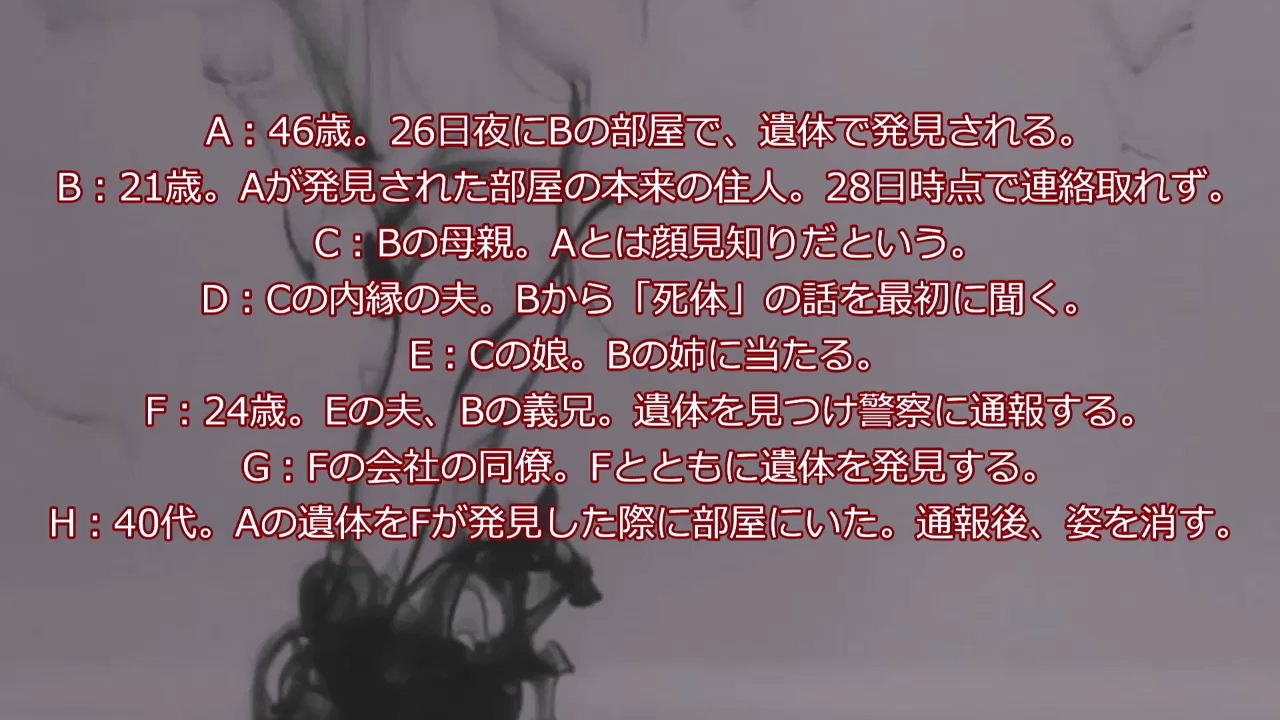 A：46歳。26日夜にBの部屋で、遺体で発見される。
B：21歳。Aが発見された部屋の本来の住人。28日時点で連絡取れず。
C：Bの母親。Aとは顔見知りだという。
D：Cの内縁の夫。Bから「死体」の話を最初に聞く。
E：Cの娘。Bの姉に当たる。
F：24歳。Eの夫、Bの義兄。遺体を見つけ警察に通報する。
G：Fの会社の同僚。Fとともに遺体を発見する。
H：40代。Aの遺体をFが発見した際に部屋にいた。通報後、姿を消す。